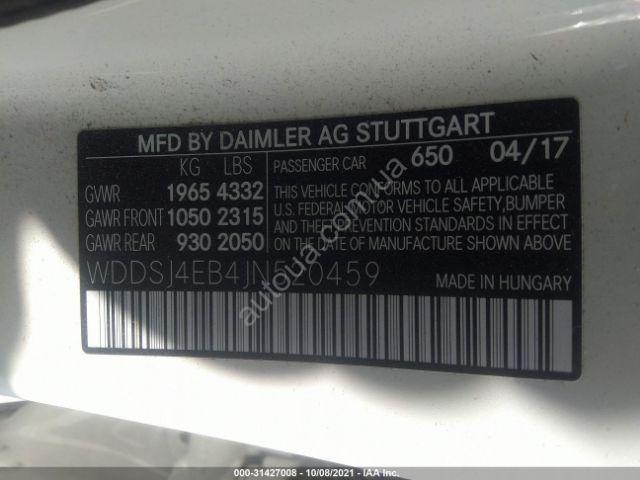 MFD BY DAIMLER AG STUTTGART
KG LBS
PASSENGER CAR 650 04/17
GVWR 1965 4332
GAWR FRONT 1050 2315
GAWR REAR 930 2050
THIS VEHICLE CONFORMS TO ALL APPLICABLE
U.S. FEDERAL MOTOR VEHICLE SAFETY, BUMPER
AND THEFT PREVENTION STANDARDS IN EFFECT
ON THE DATE OF MANUFACTURE SHOWN ABOVE
WDDSJ4EB4JN520459
MADE IN HUNGARY
autoua.com.ua
000-31427008 - 10/08/2021 - IAA Inc.